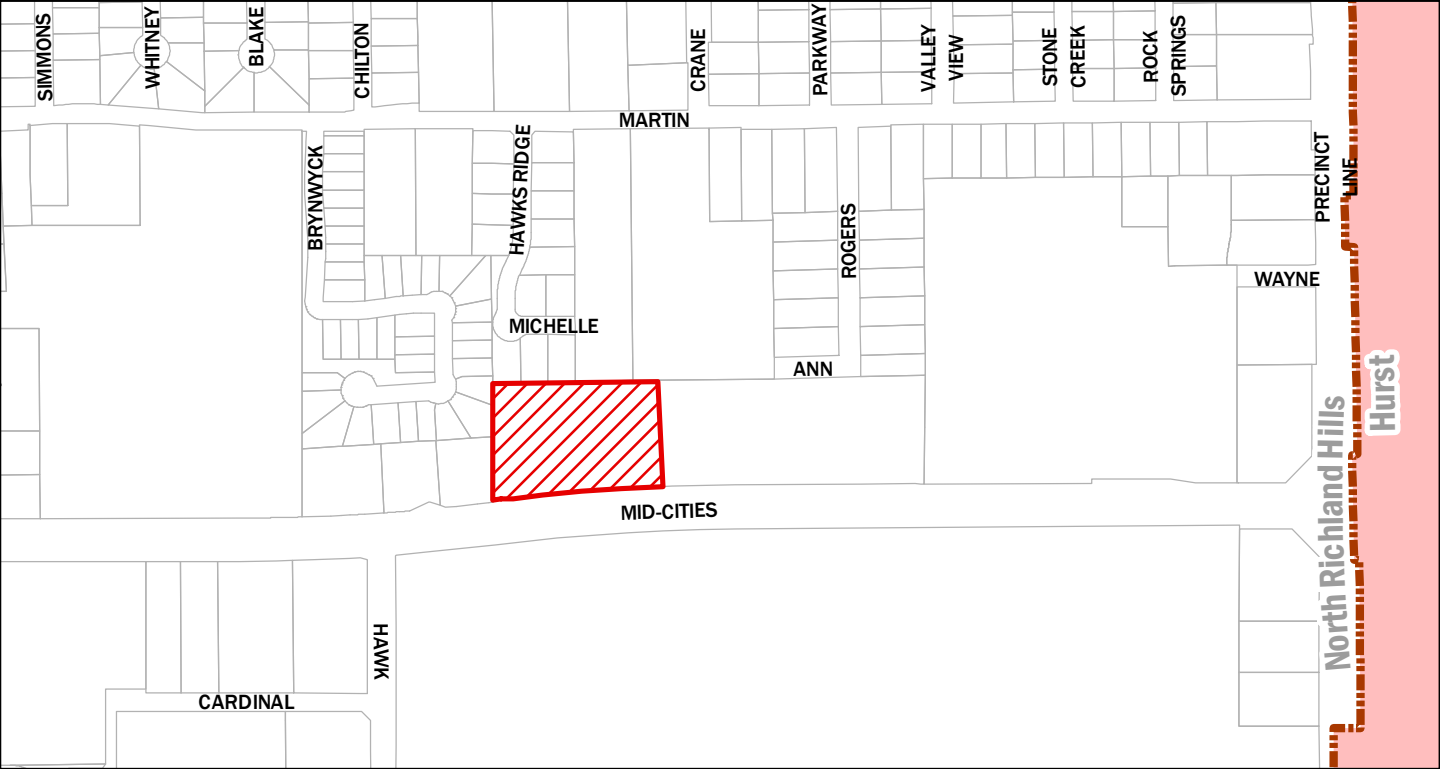 SIMMONS
WHITNEY
BLAKE
CHILTON
CRANE
PARKWAY
VALLEY
VIEW
STONE
CREEK
ROCK
SPRINGS
MARTIN
BRYNWYCK
HAWKS RIDGE
ROGERS
PRECINCT
LINE
WAYNE
MICHELLE
ANN
MID-CITIES
North Richland Hills
Hurst
HAWK
CARDINAL